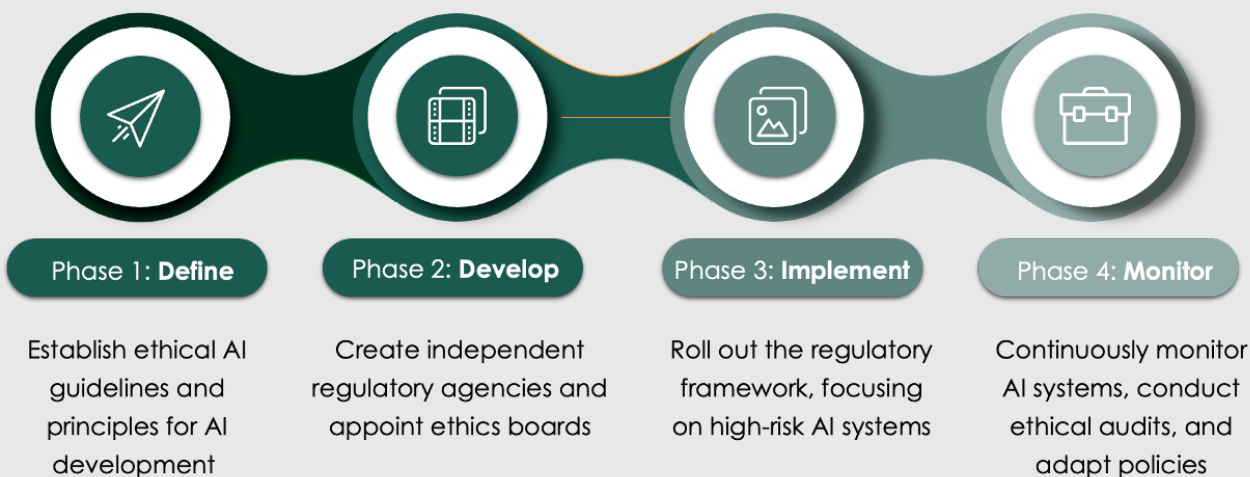 Phase 1: Define
Establish ethical AI
guidelines and
principles for AI
development
Phase 2: Develop
Create independent
regulatory agencies and
appoint ethics boards
Phase 3: Implement
Roll out the regulatory
framework, focusing
on high-risk AI systems
Phase 4: Monitor
Continuously monitor
AI systems, conduct
ethical audits, and
adapt policies